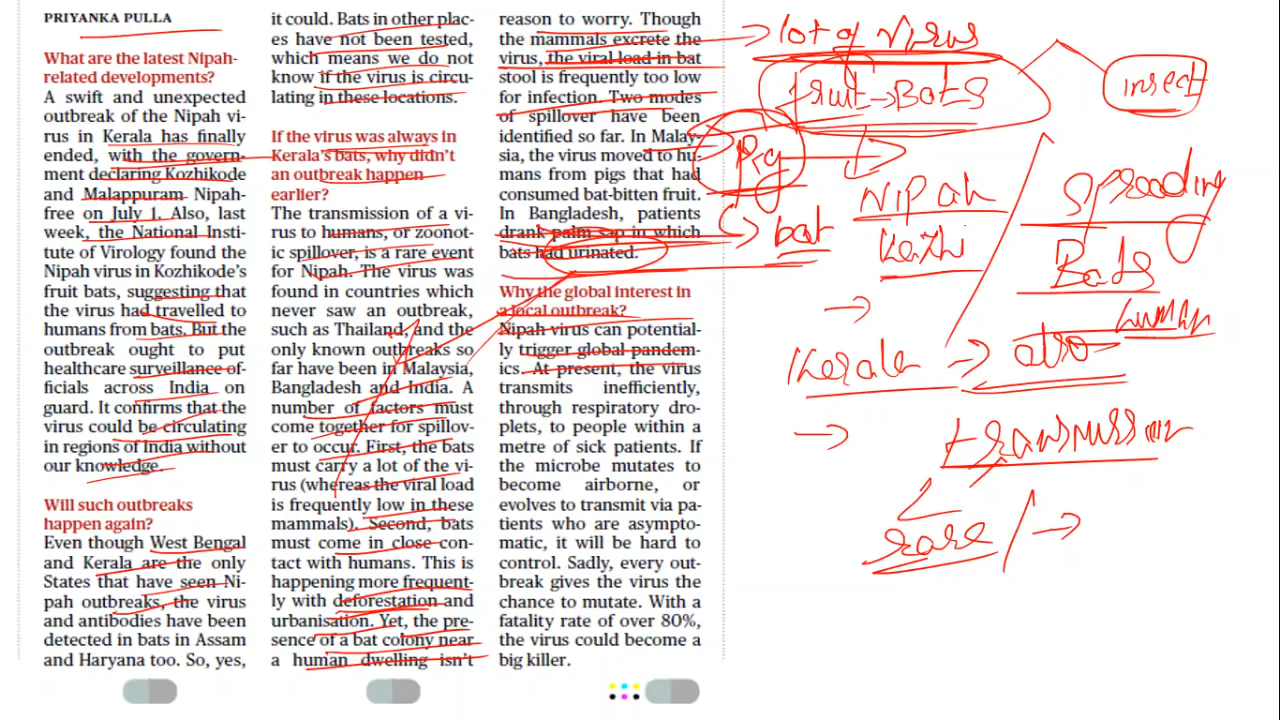 PRIYANKA PULLA
What are the latest Nipah-
related developments?
A swift and unexpected
outbreak of the Nipah vi-
rus in Kerala has finally
ended, with the govern-
ment declaring Kozhikode
and Malappuram Nipah-
free on July 1. Also, last
week, the National Insti-
tute of Virology found the
Nipah virus in Kozhikode's
fruit bats, suggesting that
the virus had travelled to
humans from bats. But the
outbreak ought to put
healthcare surveillance of-
ficials across India on
guard. It confirms that the
virus could be circulating
in regions of India without
our knowledge.
Will such outbreaks
happen again?
Even though West Bengal
and Kerala are the only
States that have seen Ni-
pah outbreaks, the virus
and antibodies have been
detected in bats in Assam
and Haryana too. So, yes,
it could. Bats in other plac-
es have not been tested,
which means we do not
know if the virus is circu-
lating in these locations.
If the virus was always in
Kerala's bats, why didn't
an outbreak happen
earlier?
The transmission of a vi-
rus to humans, or zoonot-
ic spillover, is a rare event
for Nipah. The virus was
found in countries which
never saw an outbreak,
such as Thailand, and the
only known outbreaks so
far have been in Malaysia,
Bangladesh and India. A
number of factors must
come together for spillov-
er to occur. First, the bats
must carry a lot of the vi-
rus (whereas the viral load
is frequently low in these
mammals). Second, bats
must come in close con-
tact with humans. This is
happening more frequent-
ly with deforestation and
urbanisation. Yet, the pre-
sence of a bat colony near
a human dwelling isn't
reason to worry. Though
the mammals excrete the
virus, the viral load in bat
stool is frequently too low
for infection. Two modes
of spillover have been
identified so far. In Malay-
sia, the virus moved to hu-
mans from pigs that had
consumed bat-bitten fruit.
In Bangladesh, patients
drank palm sap in which
bats had urinated.
Why the global interest in
a local outbreak?
Nipah virus can potential-
ly trigger global pandem-
ics. At present, the virus
transmits inefficiently,
through respiratory dro-
plets, to people within a
metre of sick patients. If
the microbe mutates to
become airborne, or
evolves to transmit via pa-
tients who are asympto-
matic, it will be hard to
control. Sadly, every out-
break gives the virus the
chance to mutate. With a
fatality rate of over 80%,
the virus could become a
big killer.
→ lot of Virus
fruit → Bats
insect
Pig
Nipah
Spreading
bat
Bats
human
Kerala → also
transmission
rare